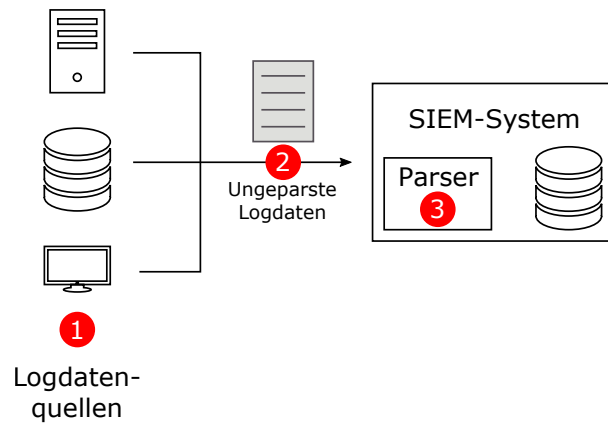 SIEM-System
Parser
3
2
Ungeparste
Logdaten
1
Logdaten-
quellen